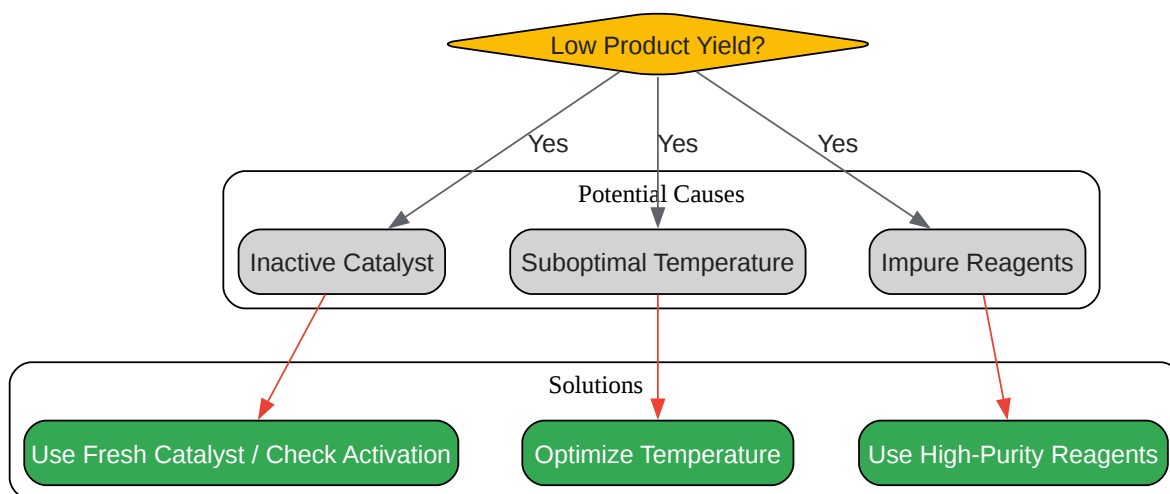 Low Product Yield?
Yes
Yes
Yes
Potential Causes
Inactive Catalyst
Suboptimal Temperature
Impure Reagents
Solutions
Use Fresh Catalyst / Check Activation
Optimize Temperature
Use High-Purity Reagents